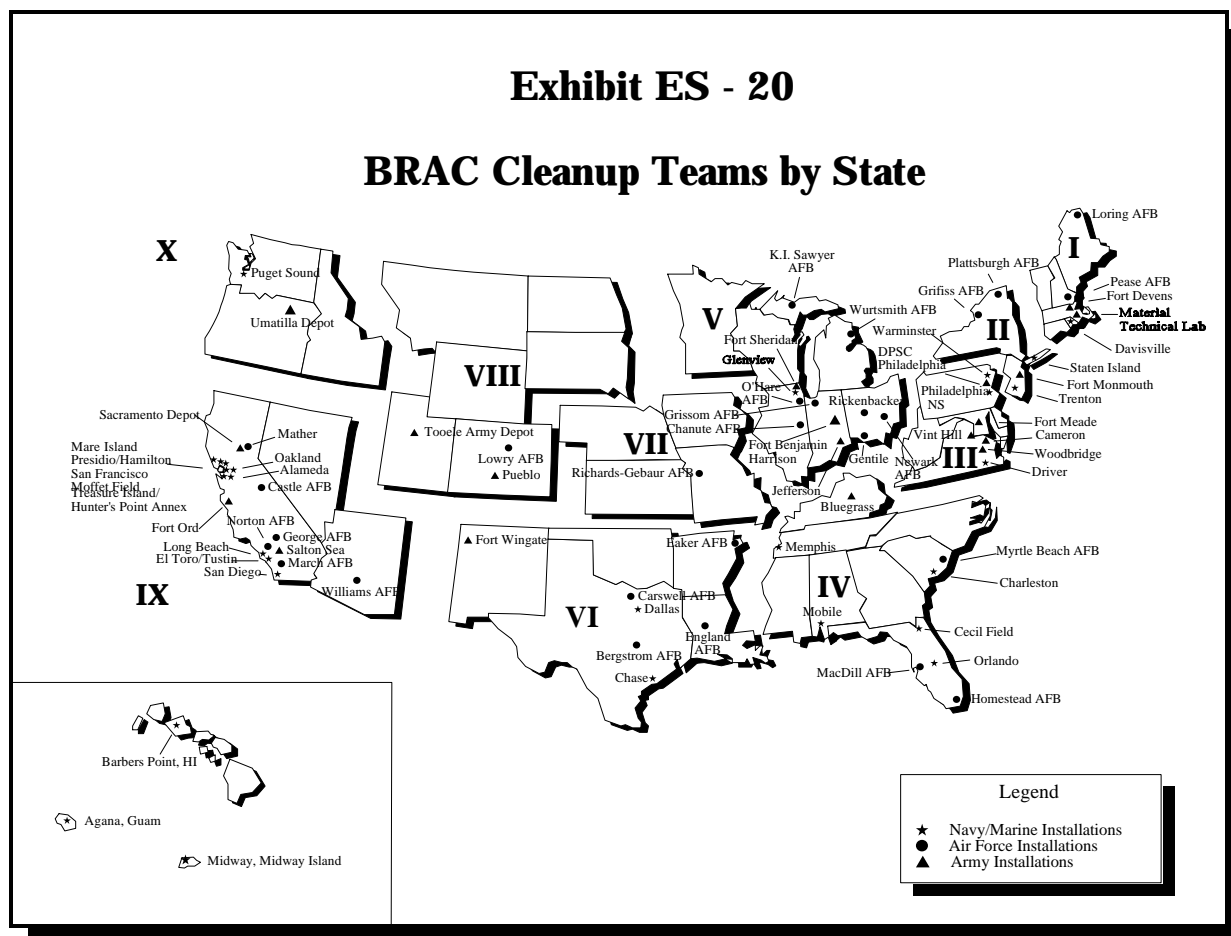 Exhibit ES - 20
BRAC Cleanup Teams by State
X
Puget Sound
Umatilla Depot
VIII
Tooele Army Depot
Lowry AFB
Pueblo
Sacramento Depot
Mather
Mare Island
Presidio/Hamilton
San Francisco
Moffet Field
Treasure Island/
Hunter's Point Annex
Oakland
Alameda
Castle AFB
Fort Ord
Norton AFB
George AFB
Salton Sea
March AFB
Long Beach
El Toro/Tustin
San Diego
Williams AFB
IX
V
K.I. Sawyer
AFB
Wurtsmith AFB
Fort Sheridan
Glenview
O'Hare
AFB
Grissom AFB
Chanute AFB
Rickenbacker
Fort Benjamin
Harrison
Gentile
Newark
AFB
Jefferson
VII
Richards-Gebaur AFB
VI
Fort Wingate
Eaker AFB
Carswell AFB
Dallas
Bergstrom AFB
England
AFB
Chase
IV
Bluegrass
Memphis
Mobile
Myrtle Beach AFB
Charleston
Cecil Field
Orlando
MacDill AFB
Homestead AFB
I
Loring AFB
Pease AFB
Fort Devens
Material
Technical Lab
Davisville
II
Plattsburgh AFB
Grifiss AFB
Staten Island
Fort Monmouth
Trenton
III
Warminster
DPSC
Philadelphia
Philadelphia
NS
Fort Meade
Cameron
Woodbridge
Vint Hill
Driver
Barbers Point, HI
Agana, Guam
Midway, Midway Island
Legend
Navy/Marine Installations
Air Force Installations
Army Installations